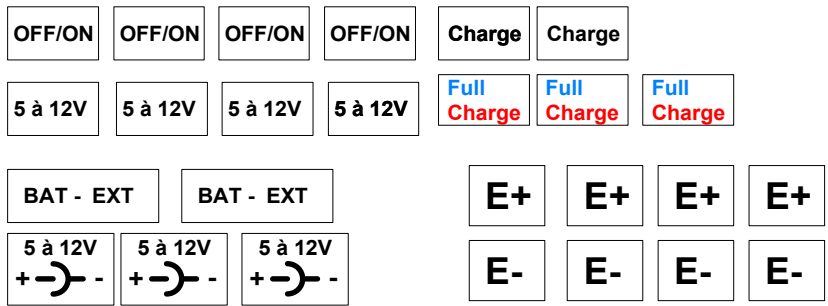 OFF/ON OFF/ON OFF/ON OFF/ON Charge Charge
5 à 12V 5 à 12V 5 à 12V 5 à 12V Full Full Full
Charge Charge Charge
BAT - EXT BAT - EXT E+ E+ E+ E+
5 à 12V 5 à 12V 5 à 12V
+ - + - + - E- E- E- E-